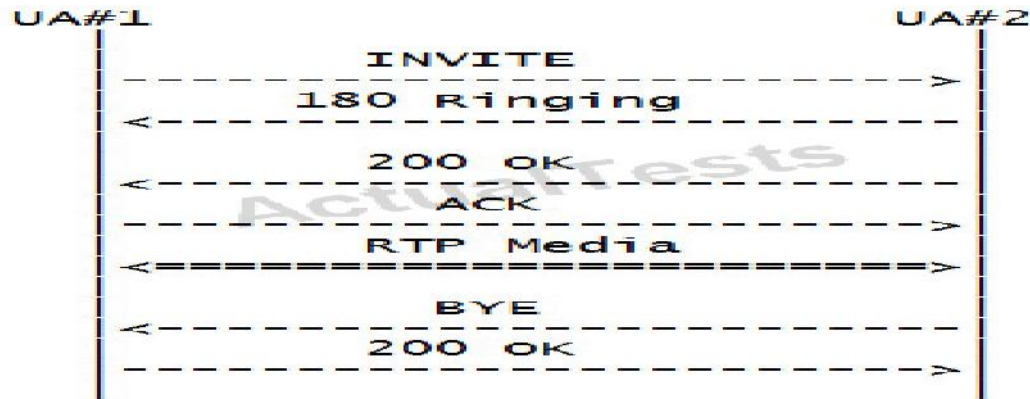 UA#1 UA#2
INVITE
180 Ringing
200 OK
ActualTests
ACK
RTP Media
BYE
200 OK